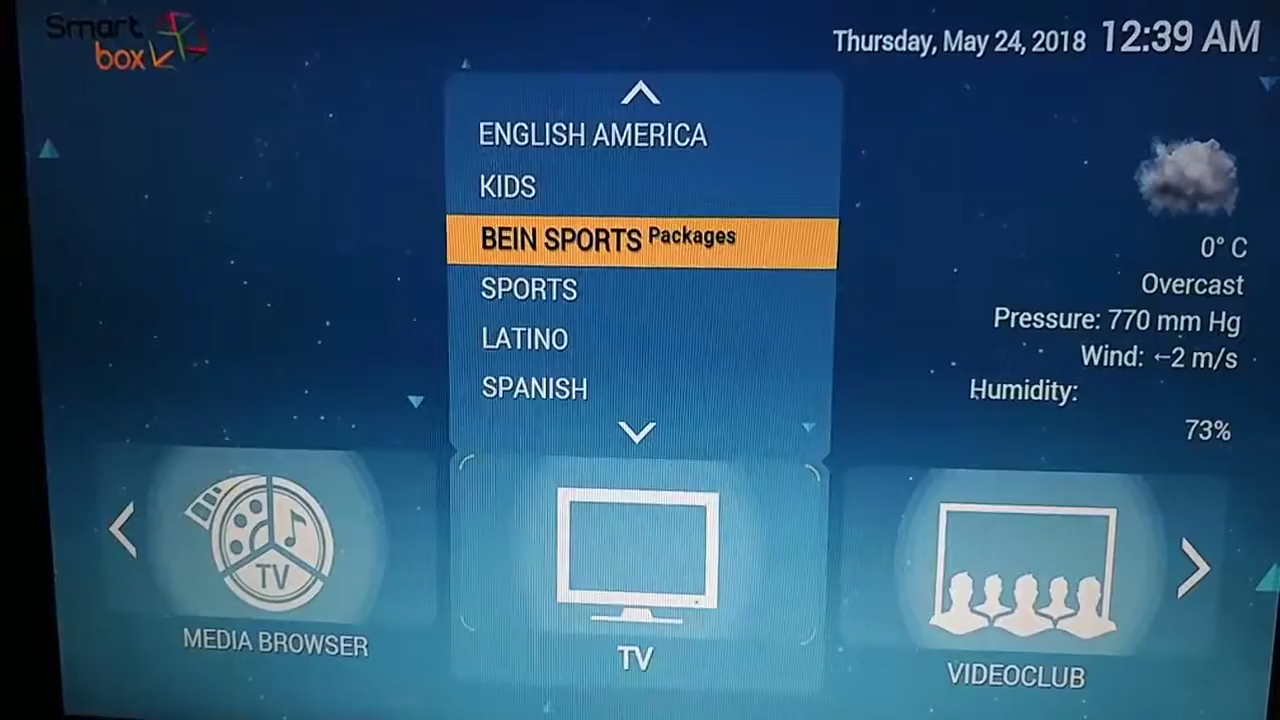 Smart
box
Thursday, May 24, 2018 12:39 AM
ENGLISH AMERICA
KIDS
BEIN SPORTS Packages
SPORTS
LATINO
SPANISH
0° C
Overcast
Pressure: 770 mm Hg
Wind: ←2 m/s
Humidity:
73%
TV
MEDIA BROWSER
TV
VIDEOCLUB